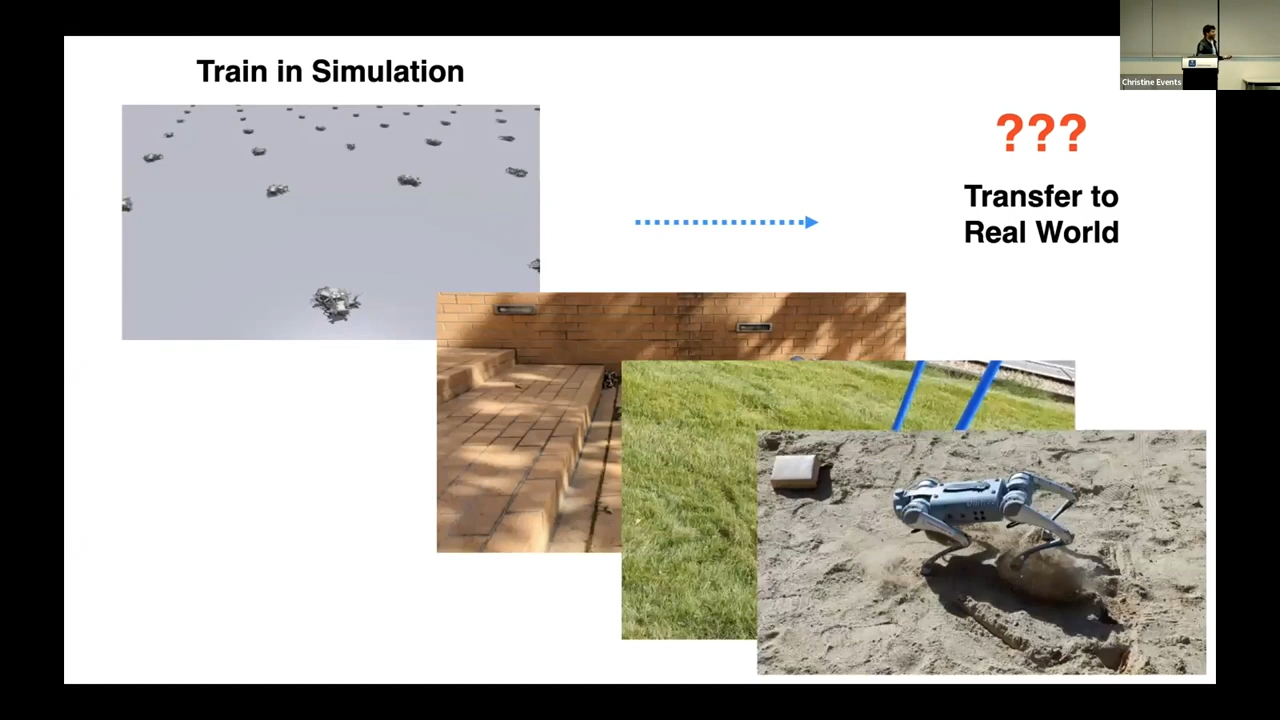 Train in Simulation
???
Transfer to
Real World
Christine Events